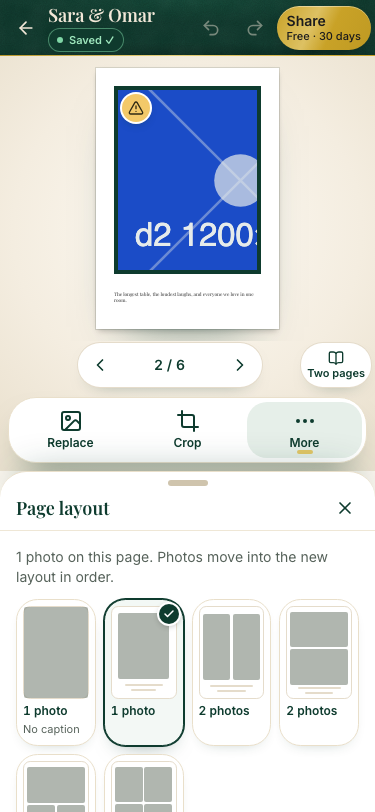 Sara & Omar
Saved ✓
Share
Free · 30 days
d2 1200
The longest table, the loudest laughs, and everyone we love in one
room.
2 / 6
Two pages
Replace
Crop
More
Page layout
1 photo on this page. Photos move into the new
layout in order.
1 photo
No caption
1 photo
2 photos
2 photos